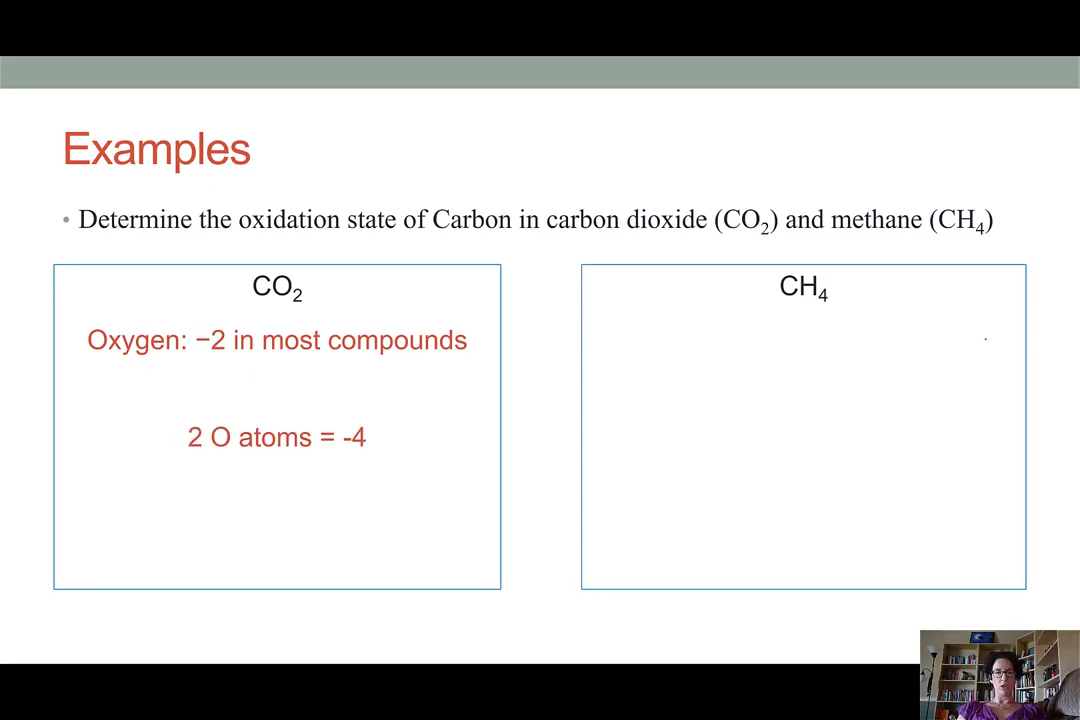 Examples
• Determine the oxidation state of Carbon in carbon dioxide (CO₂) and methane (CH₄)
CO₂
Oxygen: −2 in most compounds
2 O atoms = -4
CH₄